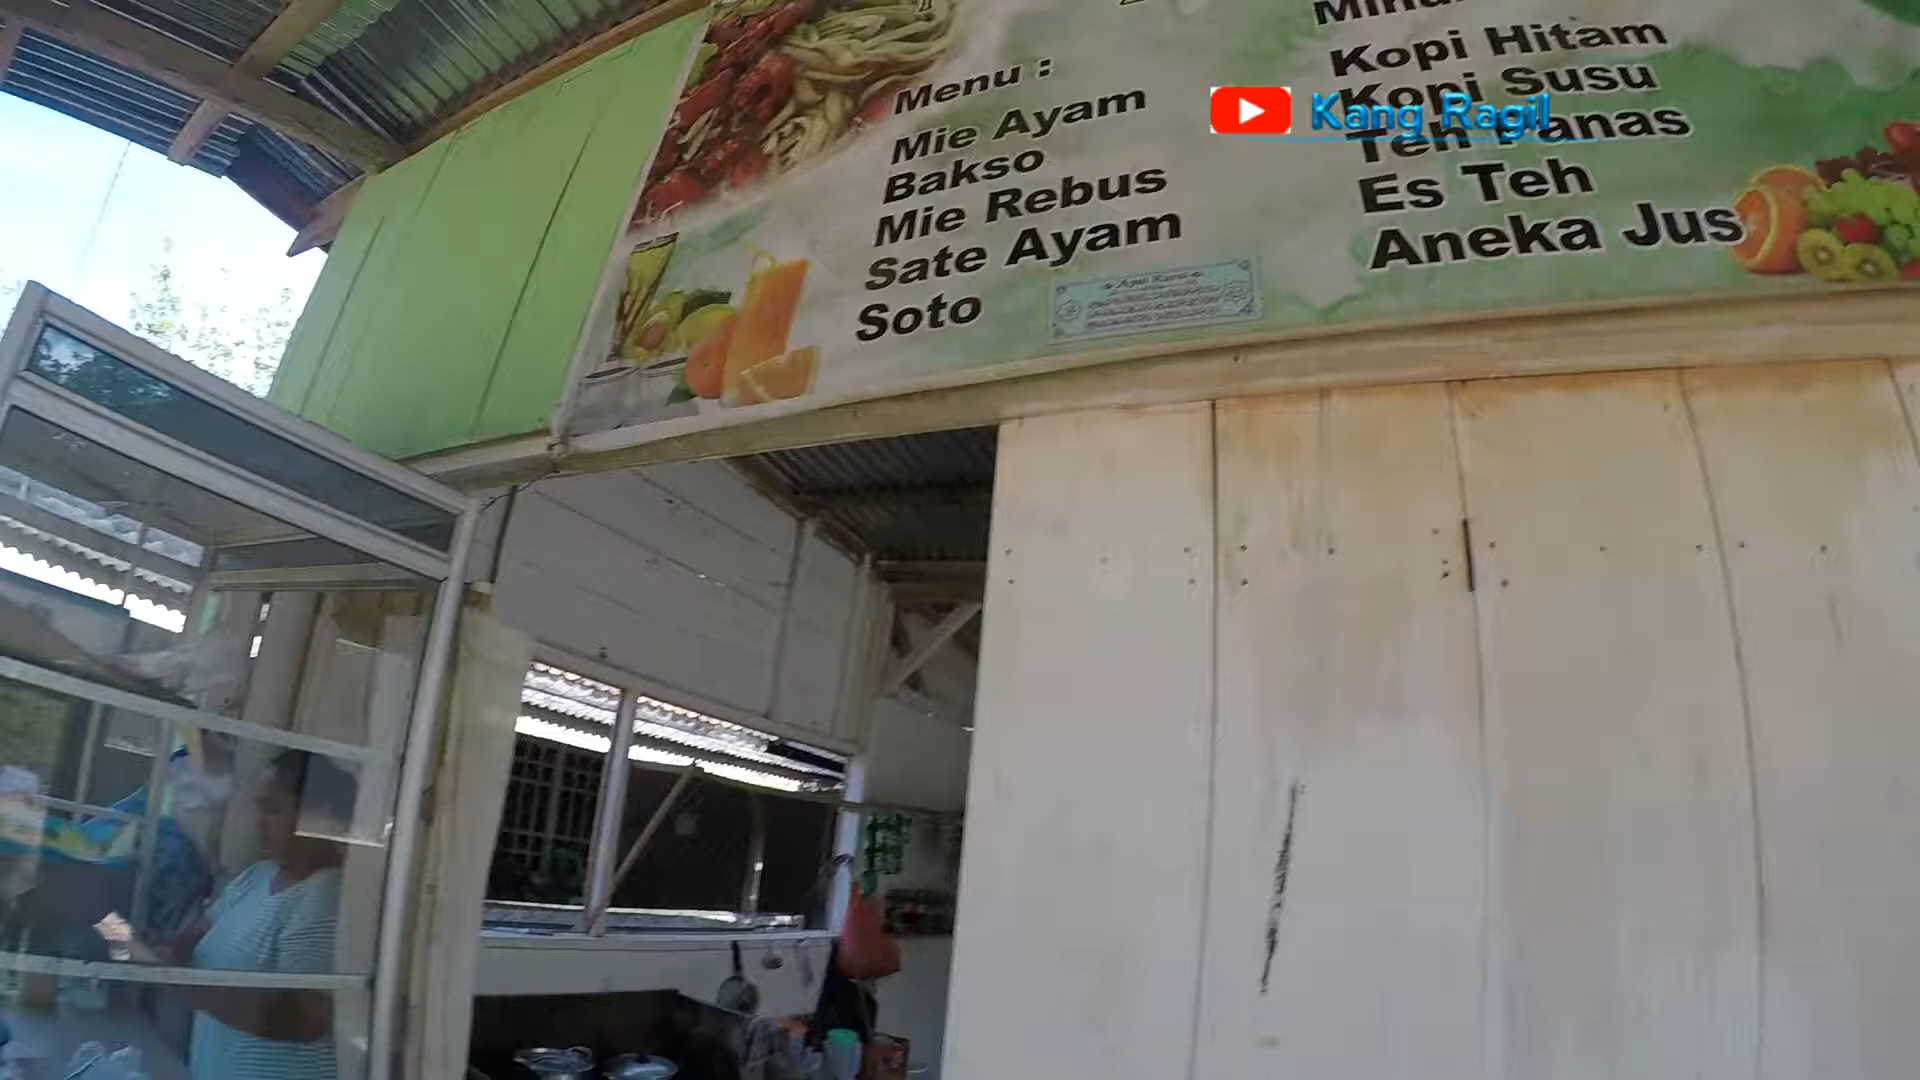 Menu :
Mie Ayam
Bakso
Mie Rebus
Sate Ayam
Soto
Kopi Hitam
Kopi Susu
Teh Panas
Es Teh
Aneka Jus
Kang Ragil